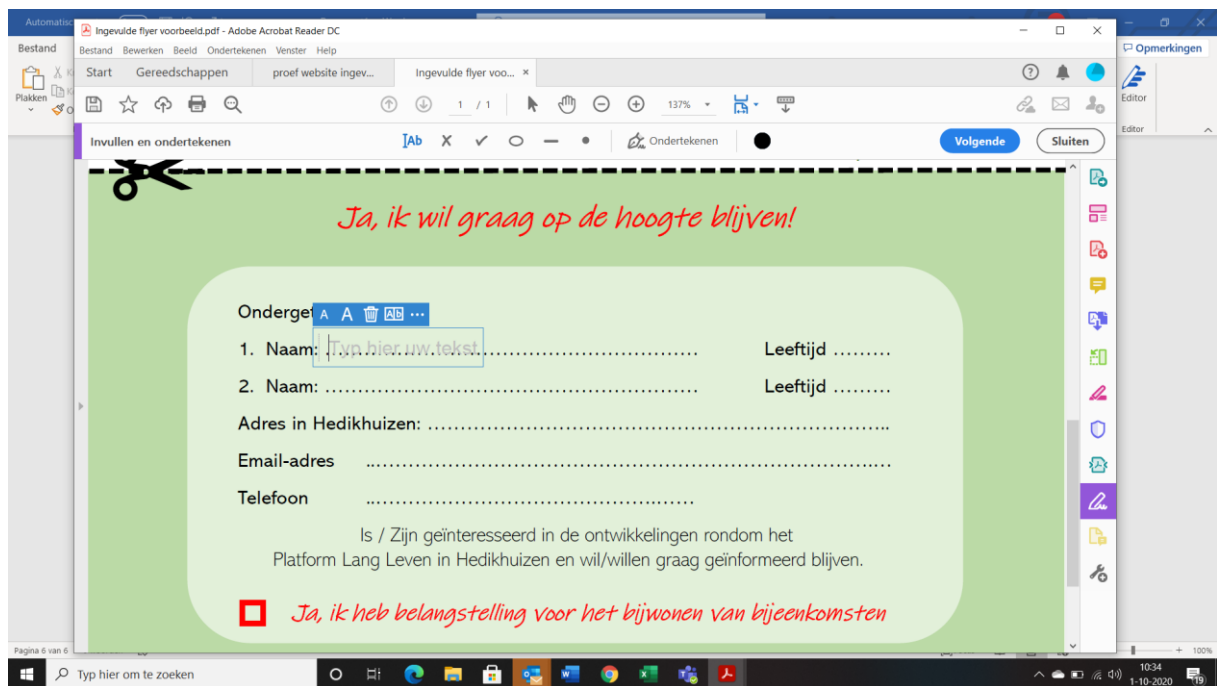 Automatisc
Ingevulde flyer voorbeeld.pdf - Adobe Acrobat Reader DC
Bestand
Bestand Bewerken Beeld Ondertekenen Venster Help
Opmerkingen
Start Gereedschappen proef website ingev... Ingevulde flyer voo... ×
Plakken
1 / 1 137%
Editor
Invullen en ondertekenen Ab Ondertekenen Volgende Sluiten
Editor
Ja, ik wil graag op de hoogte blijven!
Onderget
A A Ab ...
1. Naam: Typ hier uw tekst Leeftijd .........
2. Naam: ........................................................ Leeftijd .........
Adres in Hedikhuizen: ......................................................................
Email-adres ................................................................................
Telefoon ..................................................
Is / Zijn geïnteresseerd in de ontwikkelingen rondom het
Platform Lang Leven in Hedikhuizen en wil/willen graag geïnformeerd blijven.
Ja, ik heb belangstelling voor het bijwonen van bijeenkomsten
Pagina 6 van 6
100%
Typ hier om te zoeken
10:34
1-10-2020
19